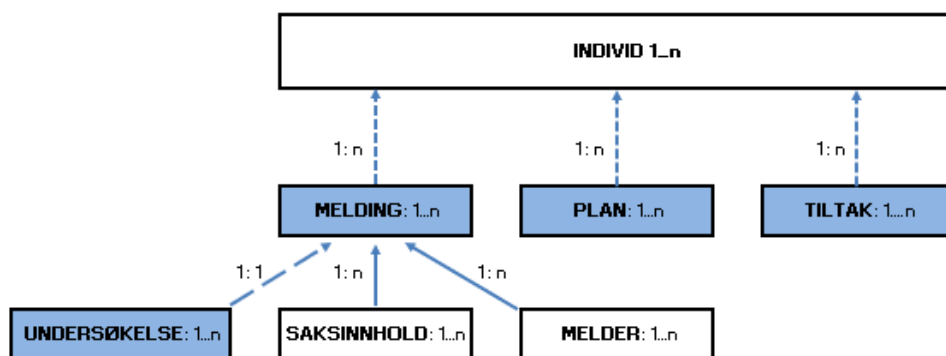 INDIVID 1...n
1: n
1: n
1: n
MELDING: 1...n
PLAN: 1...n
TILTAK: 1...n
1: 1
1: n
1: n
UNDERSØKELSE: 1...n
SAKSINNHOLD: 1...n
MELDER: 1...n